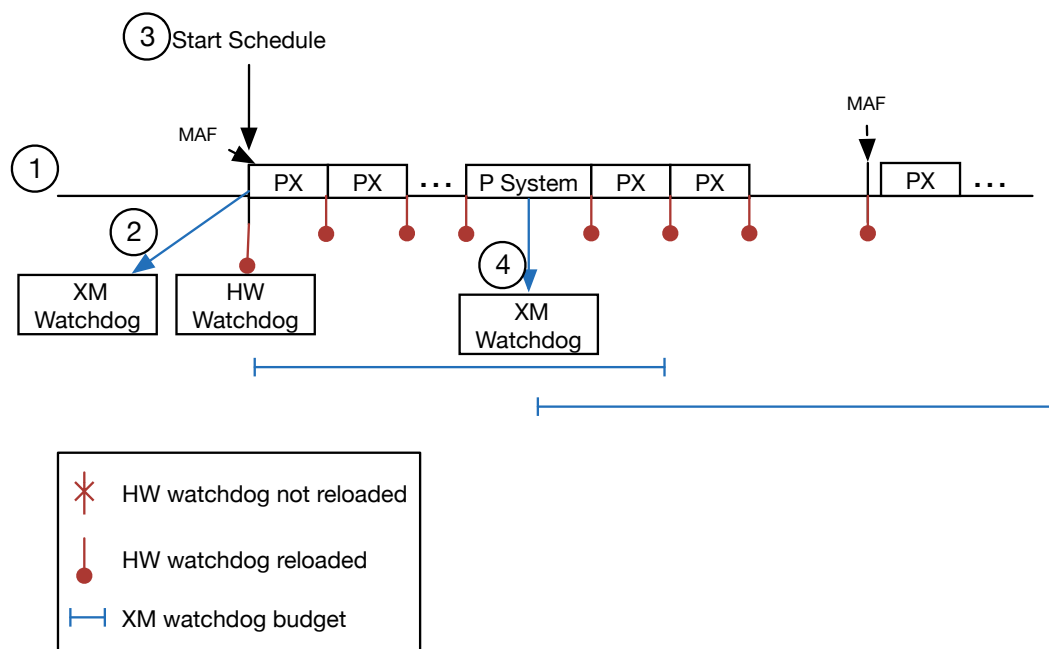 3 Start Schedule
MAF
MAF
1
PX
PX
...
P System
PX
PX
PX
...
2
4
XM
Watchdog
HW
Watchdog
XM
Watchdog
HW watchdog not reloaded
HW watchdog reloaded
XM watchdog budget